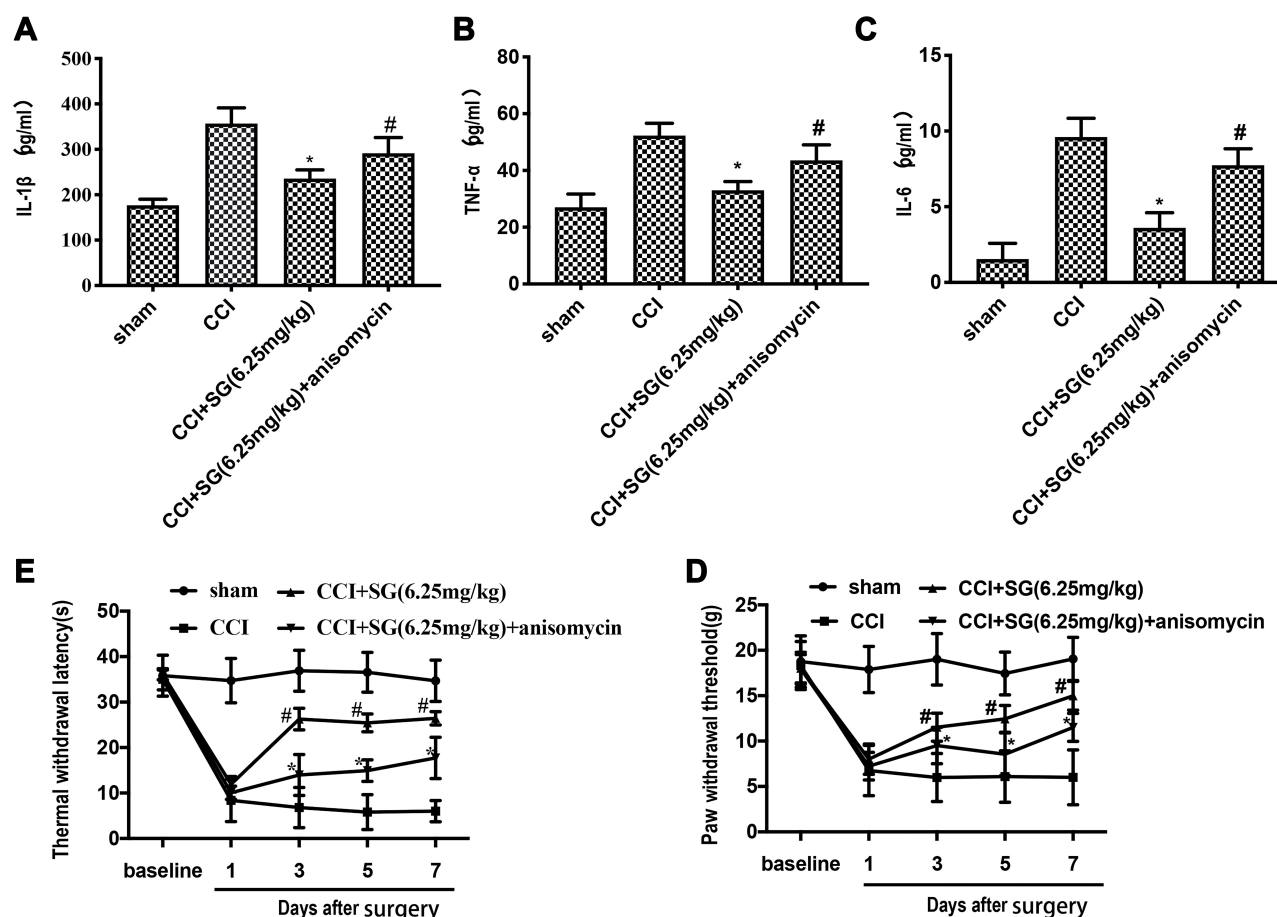 A
IL-1β (pg/ml)
500
400
300
200
100
0
*
#
sham
CCI
CCI+SG(6.25mg/kg)
CCI+SG(6.25mg/kg)+anisomycin
B
TNF-α (pg/ml)
80
60
40
20
0
*
#
sham
CCI
CCI+SG(6.25mg/kg)
CCI+SG(6.25mg/kg)+anisomycin
C
IL-6 (pg/ml)
15
10
5
0
*
#
sham
CCI
CCI+SG(6.25mg/kg)
CCI+SG(6.25mg/kg)+anisomycin
E
sham
CCI+SG(6.25mg/kg)
CCI
CCI+SG(6.25mg/kg)+anisomycin
Thermal withdrawal latency(s)
50
40
30
20
10
0
# # #
* * *
baseline 1 3 5 7
Days after surgery
D
sham
CCI+SG(6.25mg/kg)
CCI
CCI+SG(6.25mg/kg)+anisomycin
Paw withdrawal threshold(g)
25
20
15
10
5
0
# # #
* * *
baseline 1 3 5 7
Days after surgery